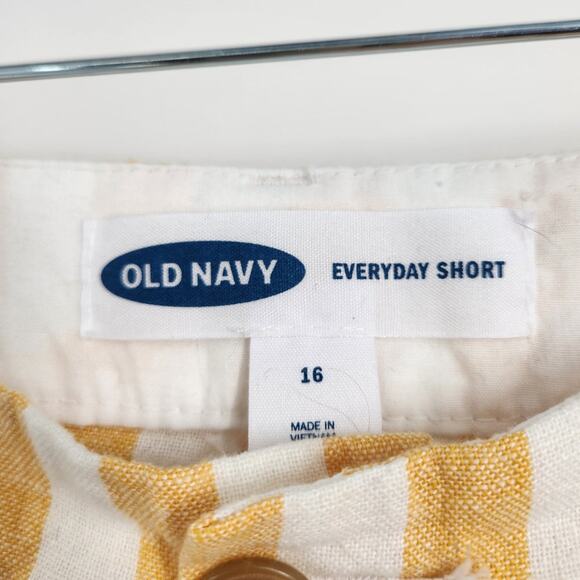 OLD NAVY EVERYDAY SHORT
16
MADE IN
VIETNAM